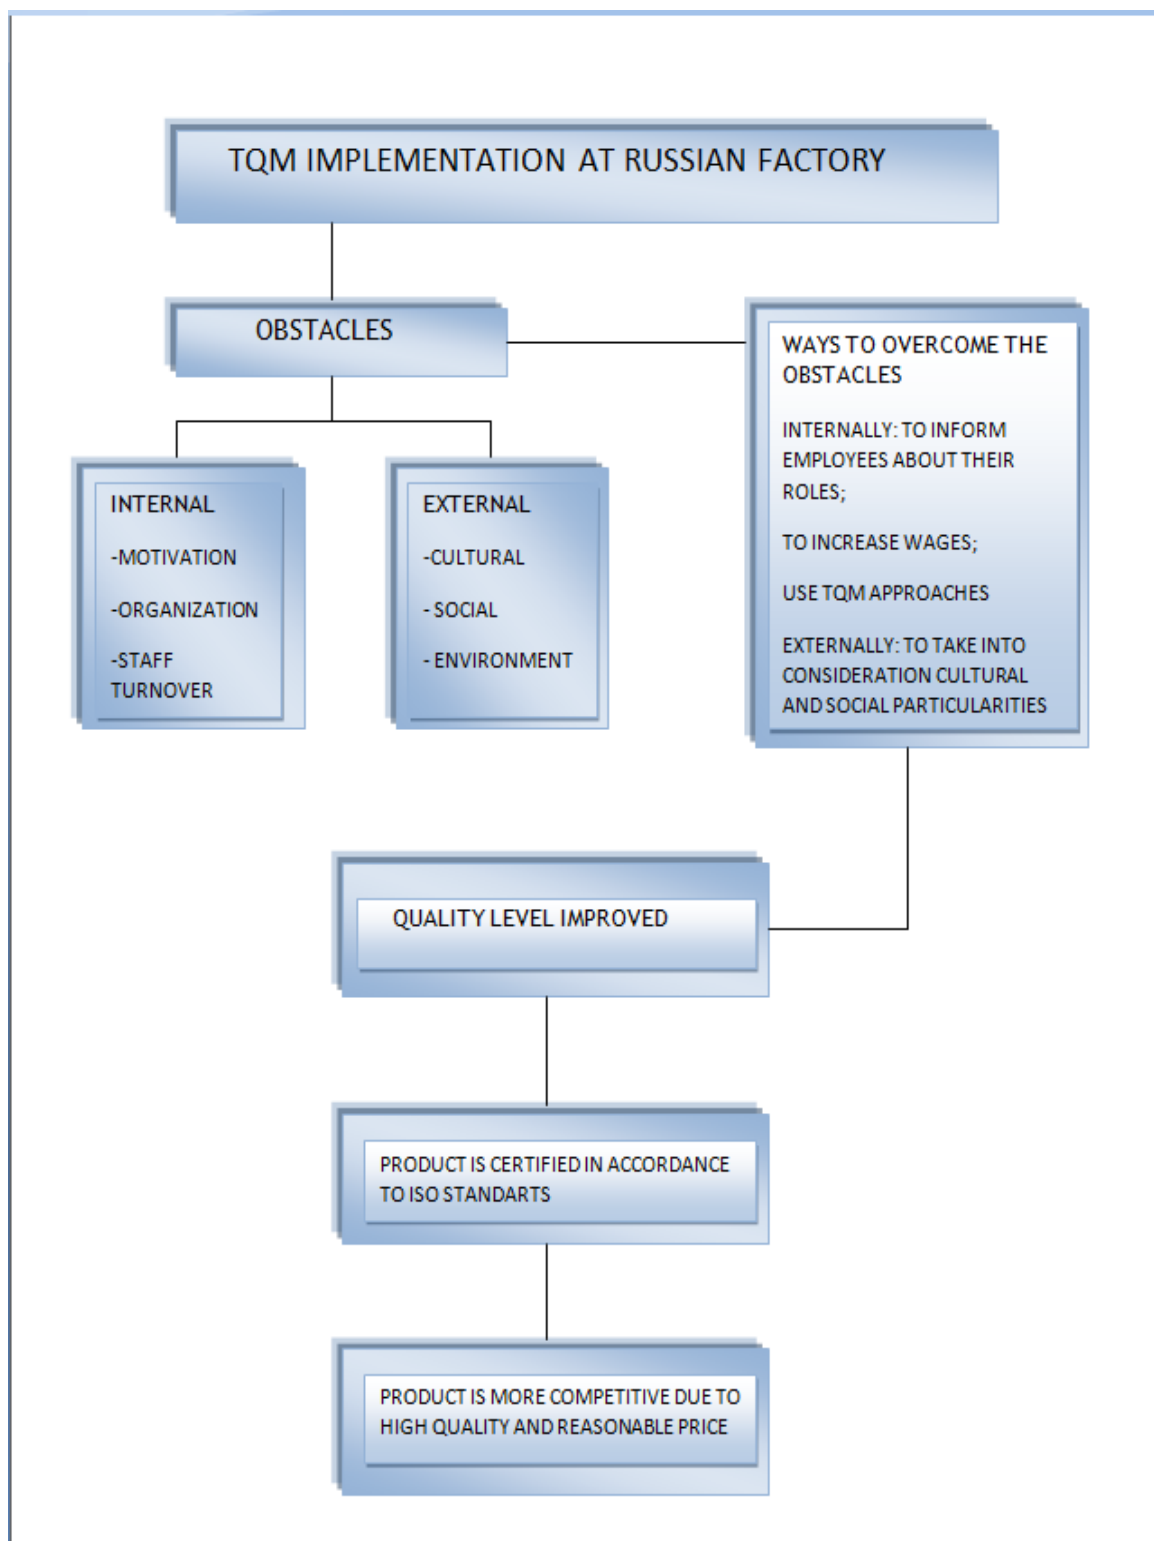 TQM IMPLEMENTATION AT RUSSIAN FACTORY
OBSTACLES
INTERNAL
-MOTIVATION
-ORGANIZATION
-STAFF
TURNOVER
EXTERNAL
-CULTURAL
- SOCIAL
- ENVIRONMENT
WAYS TO OVERCOME THE
OBSTACLES
INTERNALLY: TO INFORM
EMPLOYEES ABOUT THEIR
ROLES;
TO INCREASE WAGES;
USE TQM APPROACHES
EXTERNALLY: TO TAKE INTO
CONSIDERATION CULTURAL
AND SOCIAL PARTICULARITIES
QUALITY LEVEL IMPROVED
PRODUCT IS CERTIFIED IN ACCORDANCE
TO ISO STANDARTS
PRODUCT IS MORE COMPETITIVE DUE TO
HIGH QUALITY AND REASONABLE PRICE